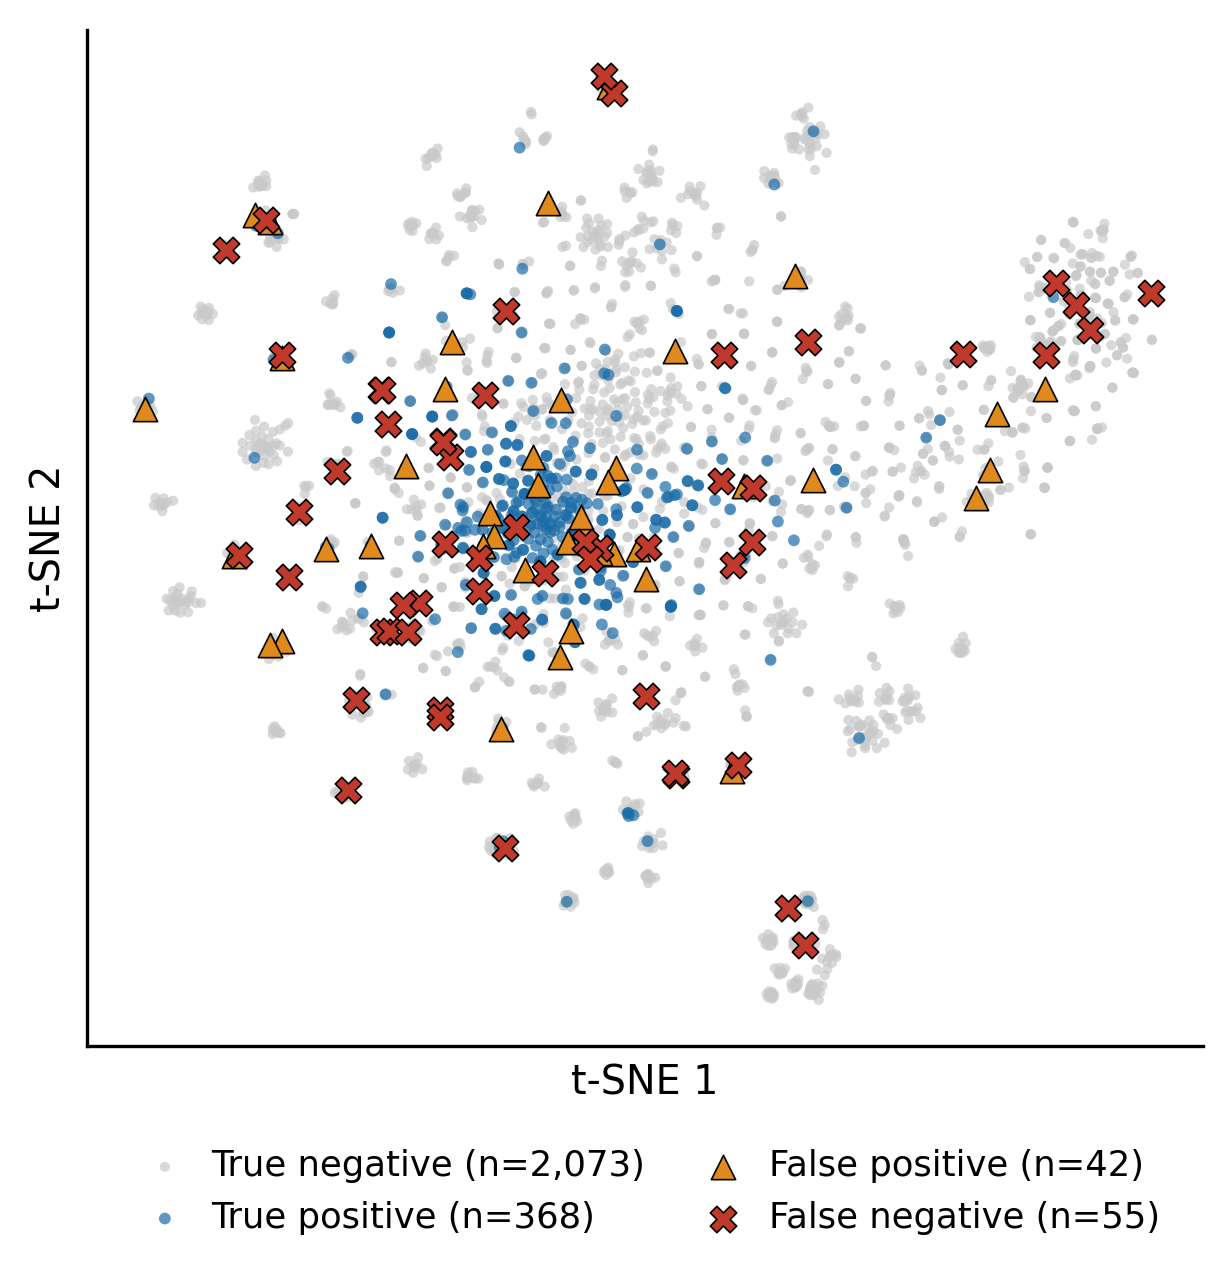 t-SNE 2
t-SNE 1
True negative (n=2,073)
True positive (n=368)
False positive (n=42)
False negative (n=55)